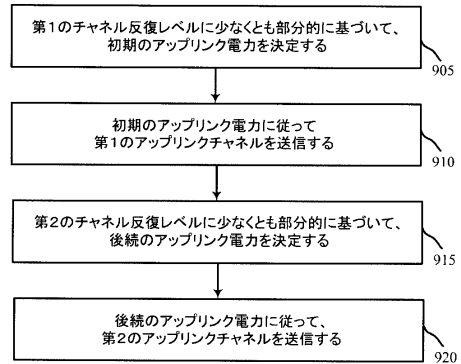 第1のチャネル反復レベルに少なくとも部分的に基づいて、
初期のアップリンク電力を決定する
905
初期のアップリンク電力に従って
第1のアップリンクチャネルを送信する
910
第2のチャネル反復レベルに少なくとも部分的に基づいて、
後続のアップリンク電力を決定する
915
後続のアップリンク電力に従って、
第2のアップリンクチャネルを送信する
920